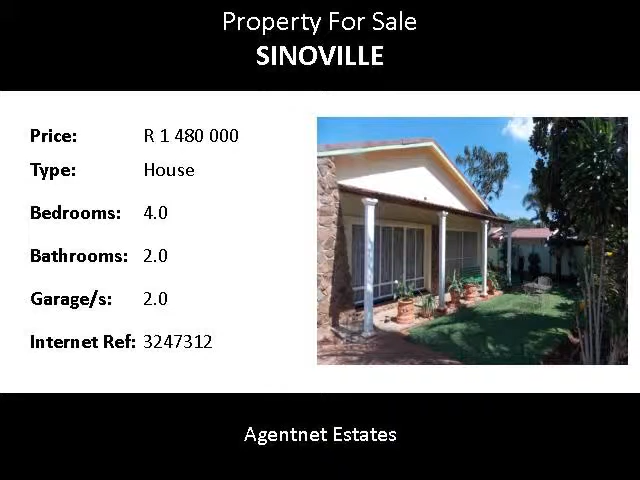 Property For Sale
SINOVILLE
Price: R 1 480 000
Type: House
Bedrooms: 4.0
Bathrooms: 2.0
Garage/s: 2.0
Internet Ref: 3247312
Agentnet Estates